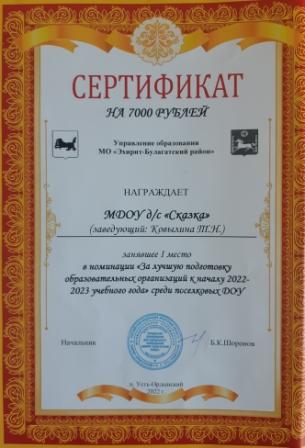 СЕРТИФИКАТ
НА 7000 РУБЛЕЙ
Управление образования
МО «Эхирит-Булагатский район»
НАГРАЖДАЕТ
МДОУ д/с «Сказка»
(заведующий: Ковылина Т.Н.)
занявшее I место
в номинации «За лучшую подготовку
образовательных организаций к началу 2022-
2023 учебного года» среди поселковых ДОУ
Начальник
Б.К.Шоронов
п. Усть-Ордынский
2022 г